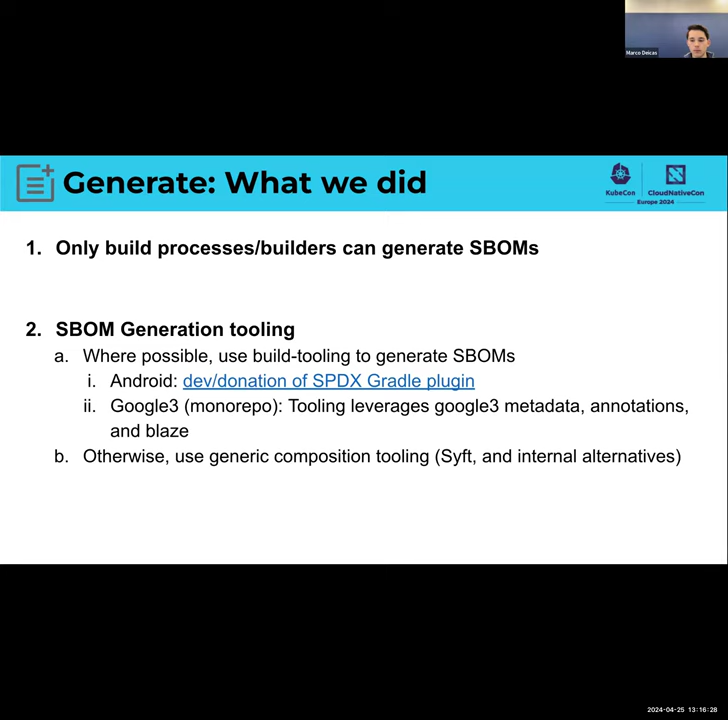 Marco Deicas
Generate: What we did
KubeCon
CloudNativeCon
Europe 2024
1. Only build processes/builders can generate SBOMs
2. SBOM Generation tooling
a. Where possible, use build-tooling to generate SBOMs
i. Android: dev/donation of SPDX Gradle plugin
ii. Google3 (monorepo): Tooling leverages google3 metadata, annotations,
and blaze
b. Otherwise, use generic composition tooling (Syft, and internal alternatives)
2024-04-25 13:16:28